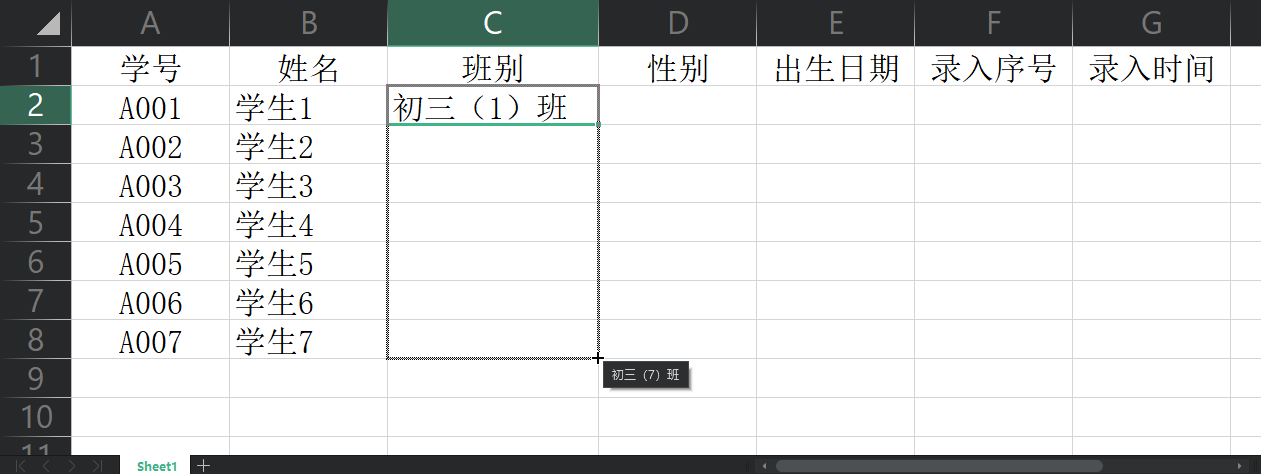 A B C D E F G
1 学号 姓名 班别 性别 出生日期 录入序号 录入时间
2 A001 学生1 初三（1）班
3 A002 学生2
4 A003 学生3
5 A004 学生4
6 A005 学生5
7 A006 学生6
8 A007 学生7
初三（7）班
9
10
11
Sheet1